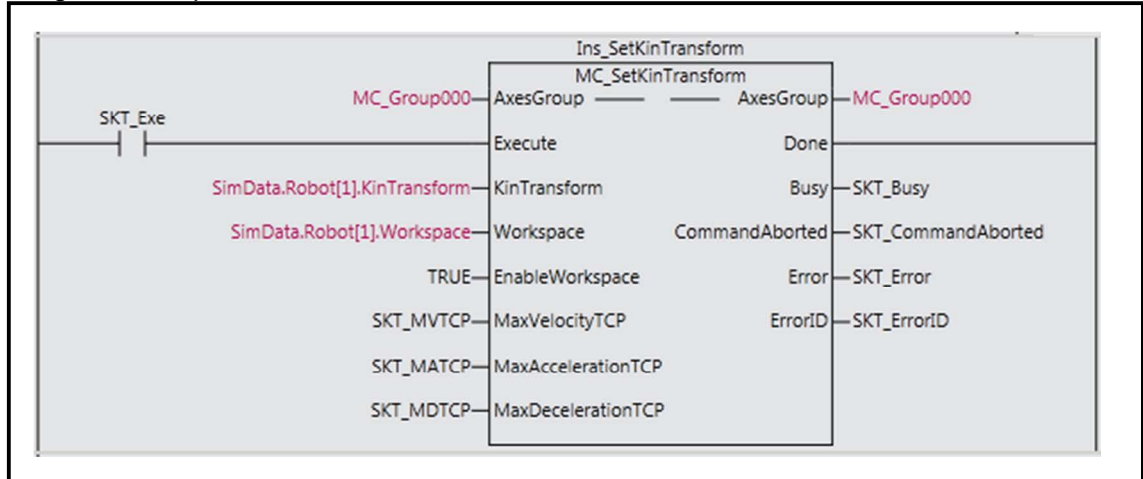 Ins_SetKinTransform
MC_SetKinTransform
MC_Group000 AxesGroup AxesGroup MC_Group000
SKT_Exe
Execute Done
SimData.Robot[1].KinTransform KinTransform Busy SKT_Busy
SimData.Robot[1].Workspace Workspace CommandAborted SKT_CommandAborted
TRUE EnableWorkspace Error SKT_Error
SKT_MVTCP MaxVelocityTCP ErrorID SKT_ErrorID
SKT_MATCP MaxAccelerationTCP
SKT_MDTCP MaxDecelerationTCP